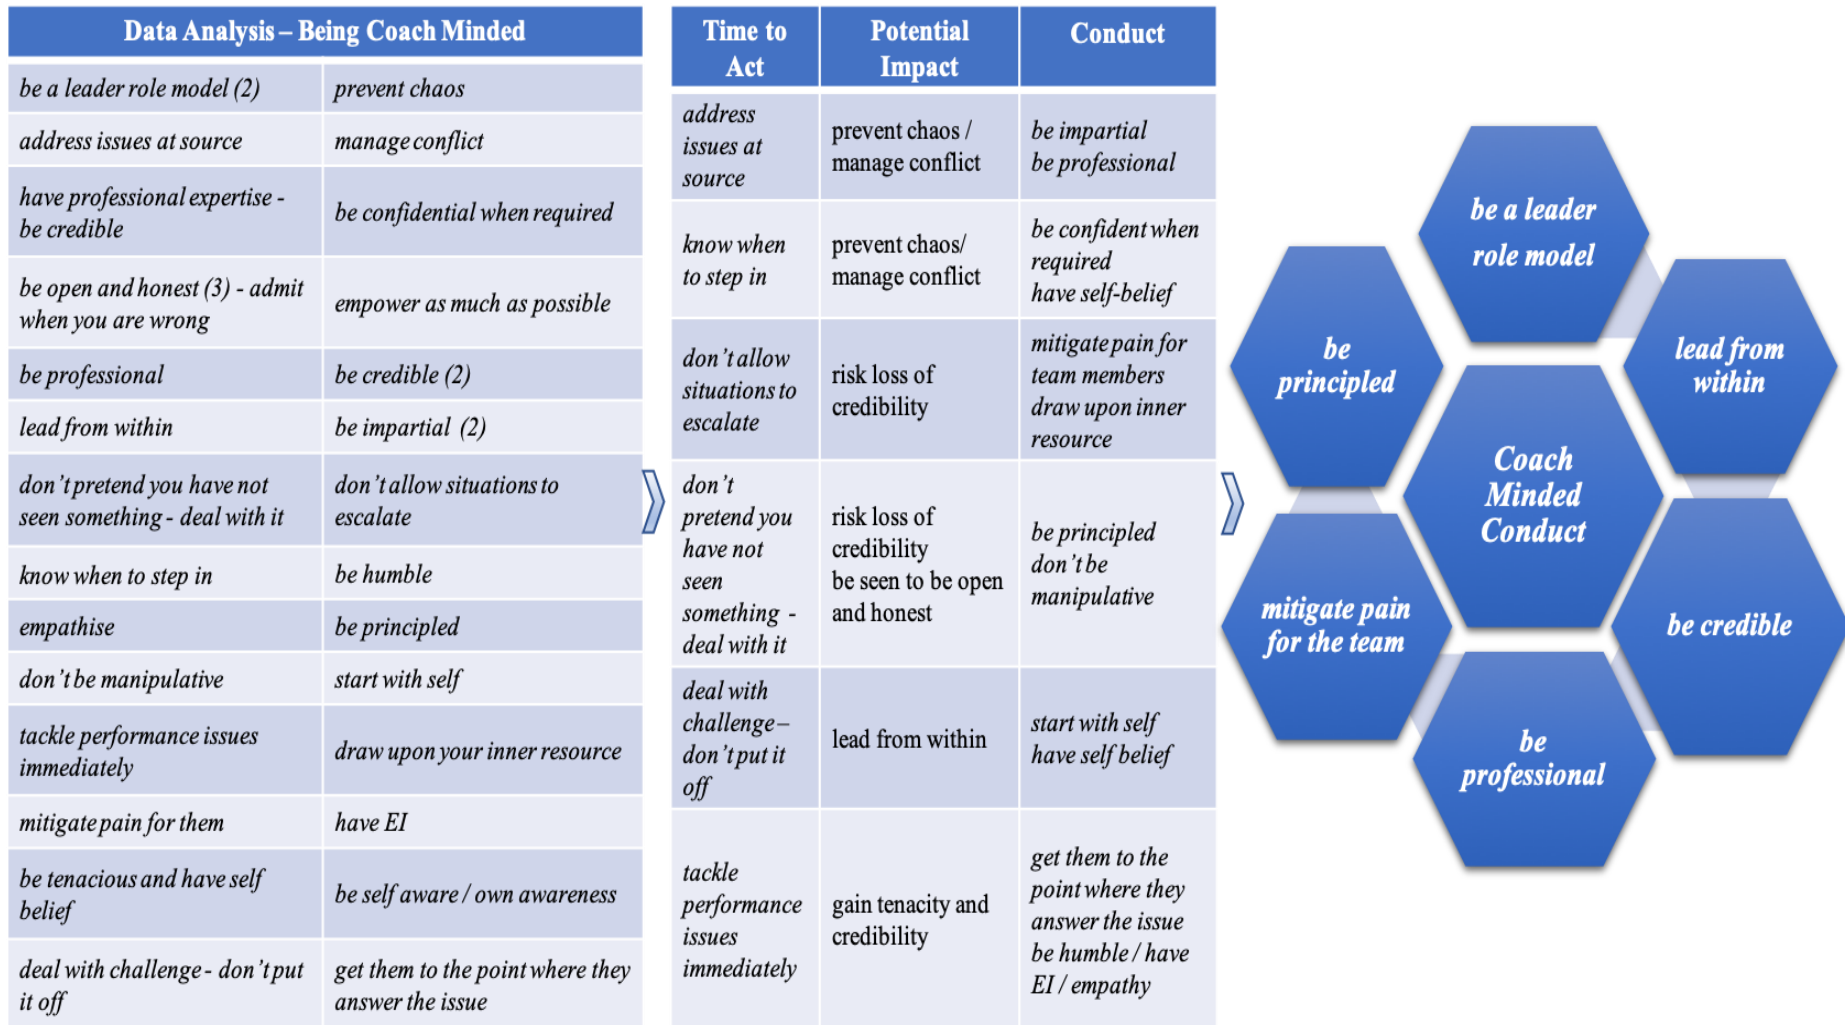 Data Analysis – Being Coach Minded
be a leader role model (2)
prevent chaos
address issues at source
manage conflict
have professional expertise -
be credible
be confidential when required
be open and honest (3) - admit
when you are wrong
empower as much as possible
be professional
be credible (2)
lead from within
be impartial (2)
don't pretend you have not
seen something - deal with it
don't allow situations to
escalate
know when to step in
be humble
empathise
be principled
don't be manipulative
start with self
tackle performance issues
immediately
draw upon your inner resource
mitigate pain for them
have EI
be tenacious and have self
belief
be self aware / own awareness
deal with challenge - don't put
it off
get them to the point where they
answer the issue
Time to
Act
Potential
Impact
Conduct
address
issues at
source
prevent chaos /
manage conflict
be impartial
be professional
know when
to step in
prevent chaos/
manage conflict
be confident when
required
have self-belief
don't allow
situations to
escalate
risk loss of
credibility
mitigate pain for
team members
draw upon inner
resource
don't
pretend you
have not
seen
something -
deal with it
risk loss of
credibility
be seen to be open
and honest
be principled
don't be
manipulative
deal with
challenge –
don't put it
off
lead from within
start with self
have self belief
tackle
performance
issues
immediately
gain tenacity and
credibility
get them to the
point where they
answer the issue
be humble / have
EI / empathy
be a leader
role model
be
principled
lead from
within
Coach
Minded
Conduct
mitigate pain
for the team
be credible
be
professional